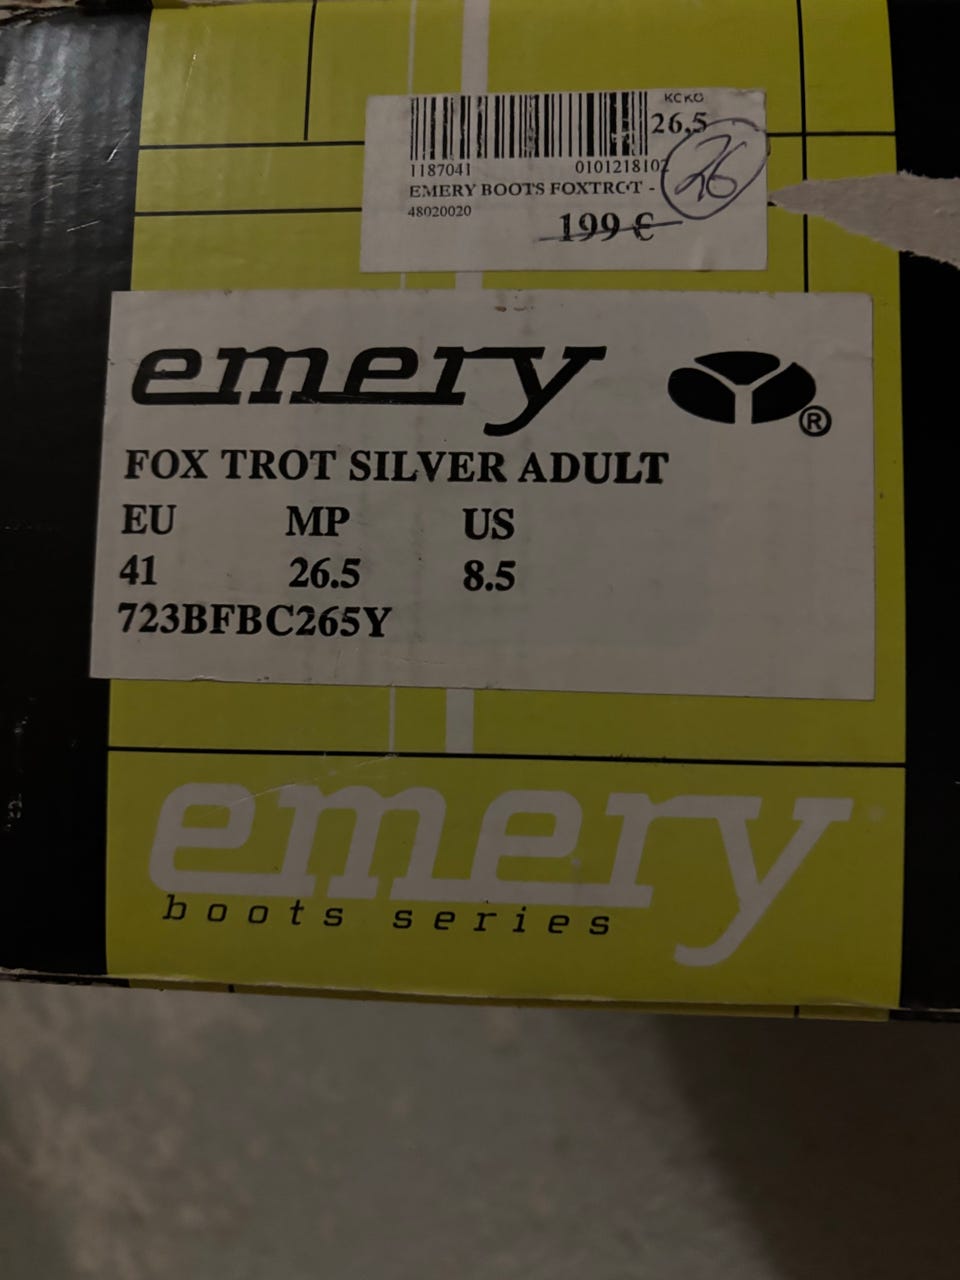 KCKO
26,5
1187041 010121810
26
EMERY BOOTS FOXTROT -
48020020
199 €
emery ®
FOX TROT SILVER ADULT
EU MP US
41 26.5 8.5
723BFBC265Y
emery
boots series